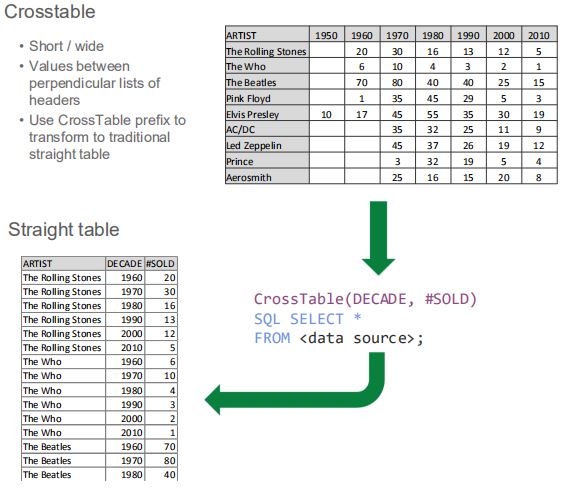 Crosstable
• Short / wide
• Values between
perpendicular lists of
headers
• Use CrossTable prefix to
transform to traditional
straight table
ARTIST 1950 1960 1970 1980 1990 2000 2010
The Rolling Stones 20 30 16 13 12 5
The Who 6 10 4 3 2 1
The Beatles 70 80 40 40 25 15
Pink Floyd 1 35 45 29 5 3
Elvis Presley 10 17 45 55 35 30 19
AC/DC 35 32 25 11 9
Led Zeppelin 45 37 26 19 12
Prince 3 32 19 5 4
Aerosmith 25 16 15 20 8
Straight table
ARTIST DECADE #SOLD
The Rolling Stones 1960 20
The Rolling Stones 1970 30
The Rolling Stones 1980 16
The Rolling Stones 1990 13
The Rolling Stones 2000 12
The Rolling Stones 2010 5
The Who 1960 6
The Who 1970 10
The Who 1980 4
The Who 1990 3
The Who 2000 2
The Who 2010 1
The Beatles 1960 70
The Beatles 1970 80
The Beatles 1980 40
CrossTable(DECADE, #SOLD)
SQL SELECT *
FROM <data source>;